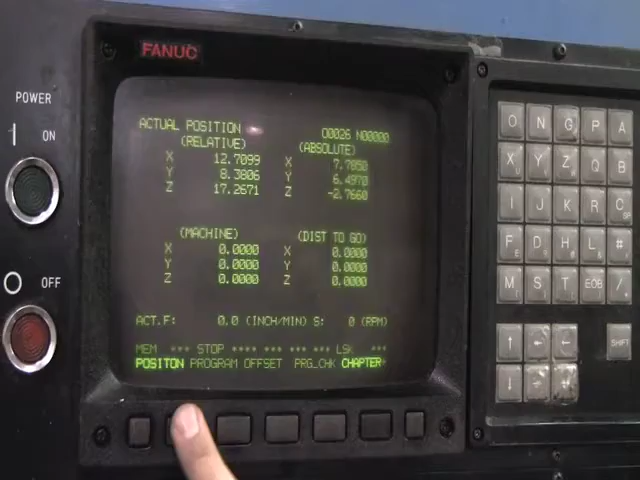 FANUC
POWER
ON
OFF
ACTUAL POSITION O0026 N00000
(RELATIVE) (ABSOLUTE)
X 12.7099 X 7.7850
Y 8.3806 Y 6.4970
Z 17.2671 Z -2.7660
(MACHINE) (DIST TO GO)
X 0.0000 X 0.0000
Y 0.0000 Y 0.0000
Z 0.0000 Z 0.0000
ACT.F: 0.0 (INCH/MIN) S: 0 (RPM)
MEM *** STOP **** *** *** *** LSK ***
POSITON PROGRAM OFFSET PRG_CHK CHAPTER
O N G P A
X Y Z Q B
I J K R C
F D H L #
M S T EOB /
SHIFT